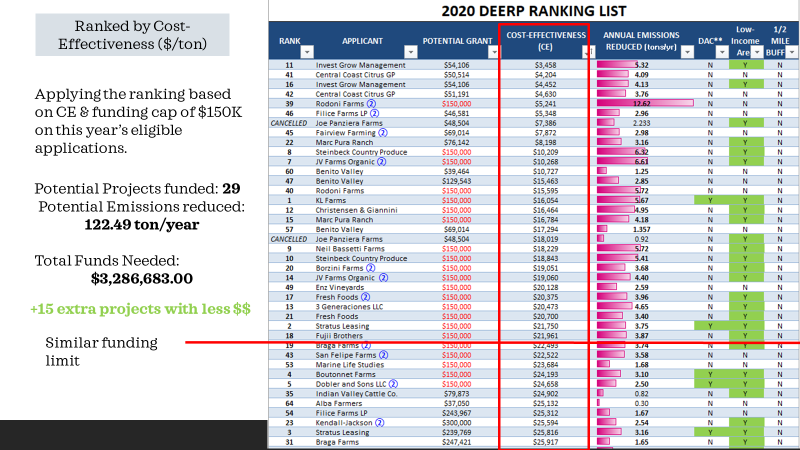 Ranked by Cost-
Effectiveness ($/ton)
Applying the ranking based
on CE & funding cap of $150K
on this year's eligible
applications.
Potential Projects funded: 29
Potential Emissions reduced:
122.49 ton/year
Total Funds Needed:
$3,286,683.00
+15 extra projects with less $$
Similar funding
limit
2020 DEERP RANKING LIST
RANK APPLICANT POTENTIAL GRANT COST-EFFECTIVENESS (CE) ANNUAL EMISSIONS REDUCED (tons/yr) DAC** Low-Income Are 1/2 MILE BUFF
11 Invest Grow Management $54,106 $3,458 5.32 N Y N
41 Central Coast Citrus GP $50,514 $4,204 4.09 N N N
16 Invest Grow Management $54,106 $4,452 4.13 N Y N
42 Central Coast Citrus GP $51,191 $4,630 3.76 N N N
39 Rodoni Farms (2) $150,000 $5,241 12.62 N N N
46 Filice Farms LP (2) $46,581 $5,348 2.96 N N N
CANCELLED Joe Panziera Farms $48,504 $7,386 2.233 N Y N
45 Fairview Farming (2) $69,014 $7,872 2.98 N N N
22 Marc Pura Ranch $76,142 $8,198 3.16 N Y N
8 Steinbeck Country Produce $150,000 $10,209 6.32 N Y N
7 JV Farms Organic (2) $150,000 $10,268 6.61 N Y N
60 Benito Valley $39,464 $10,727 1.25 N N N
47 Benito Valley $129,543 $15,463 2.85 N N N
40 Rodoni Farms $150,000 $15,595 5.72 N N N
1 KL Farms $150,000 $16,054 5.67 Y Y N
12 Christensen & Giannini $150,000 $16,464 4.95 N Y N
15 Marc Pura Ranch $150,000 $16,784 4.18 N Y N
57 Benito Valley $69,014 $17,294 1.357 N N N
CANCELLED Joe Panziera Farms $48,504 $18,019 0.92 N Y N
9 Neil Bassetti Farms $150,000 $18,229 5.72 N Y N
10 Steinbeck Country Produce $150,000 $18,843 5.41 N Y N
20 Borzini Farms (2) $150,000 $19,051 3.68 N Y N
14 JV Farms Organic (2) $150,000 $19,060 4.40 N Y N
49 Enz Vineyards $150,000 $20,128 2.59 N N N
17 Fresh Foods (2) $150,000 $20,375 3.96 N Y N
13 3 Generaciones LLC $150,000 $20,473 4.65 N Y N
21 Fresh Foods $150,000 $20,700 3.40 N Y N
2 Stratus Leasing $150,000 $21,750 3.75 Y Y N
18 Fujii Brothers $150,000 $21,961 3.87 N Y N
19 Braga Farms (2) $150,000 $22,493 3.74 N Y N
43 San Felipe Farms (2) $150,000 $22,522 3.58 N N N
53 Marine Life Studies $150,000 $23,684 1.68 N N N
4 Boutonnet Farms $150,000 $24,193 3.10 Y Y N
5 Dobler and Sons LLC (2) $150,000 $24,658 2.50 Y Y N
35 Indian Valley Cattle Co. $79,873 $24,902 0.82 N Y N
64 Alba Farmers $37,050 $25,132 0.30 N N N
54 Filice Farms LP $243,967 $25,312 1.67 N N N
23 Kendall-Jackson (2) $300,000 $25,594 2.54 N Y N
3 Stratus Leasing $239,769 $25,816 3.16 Y Y N
31 Braga Farms $247,421 $25,917 1.65 N Y N